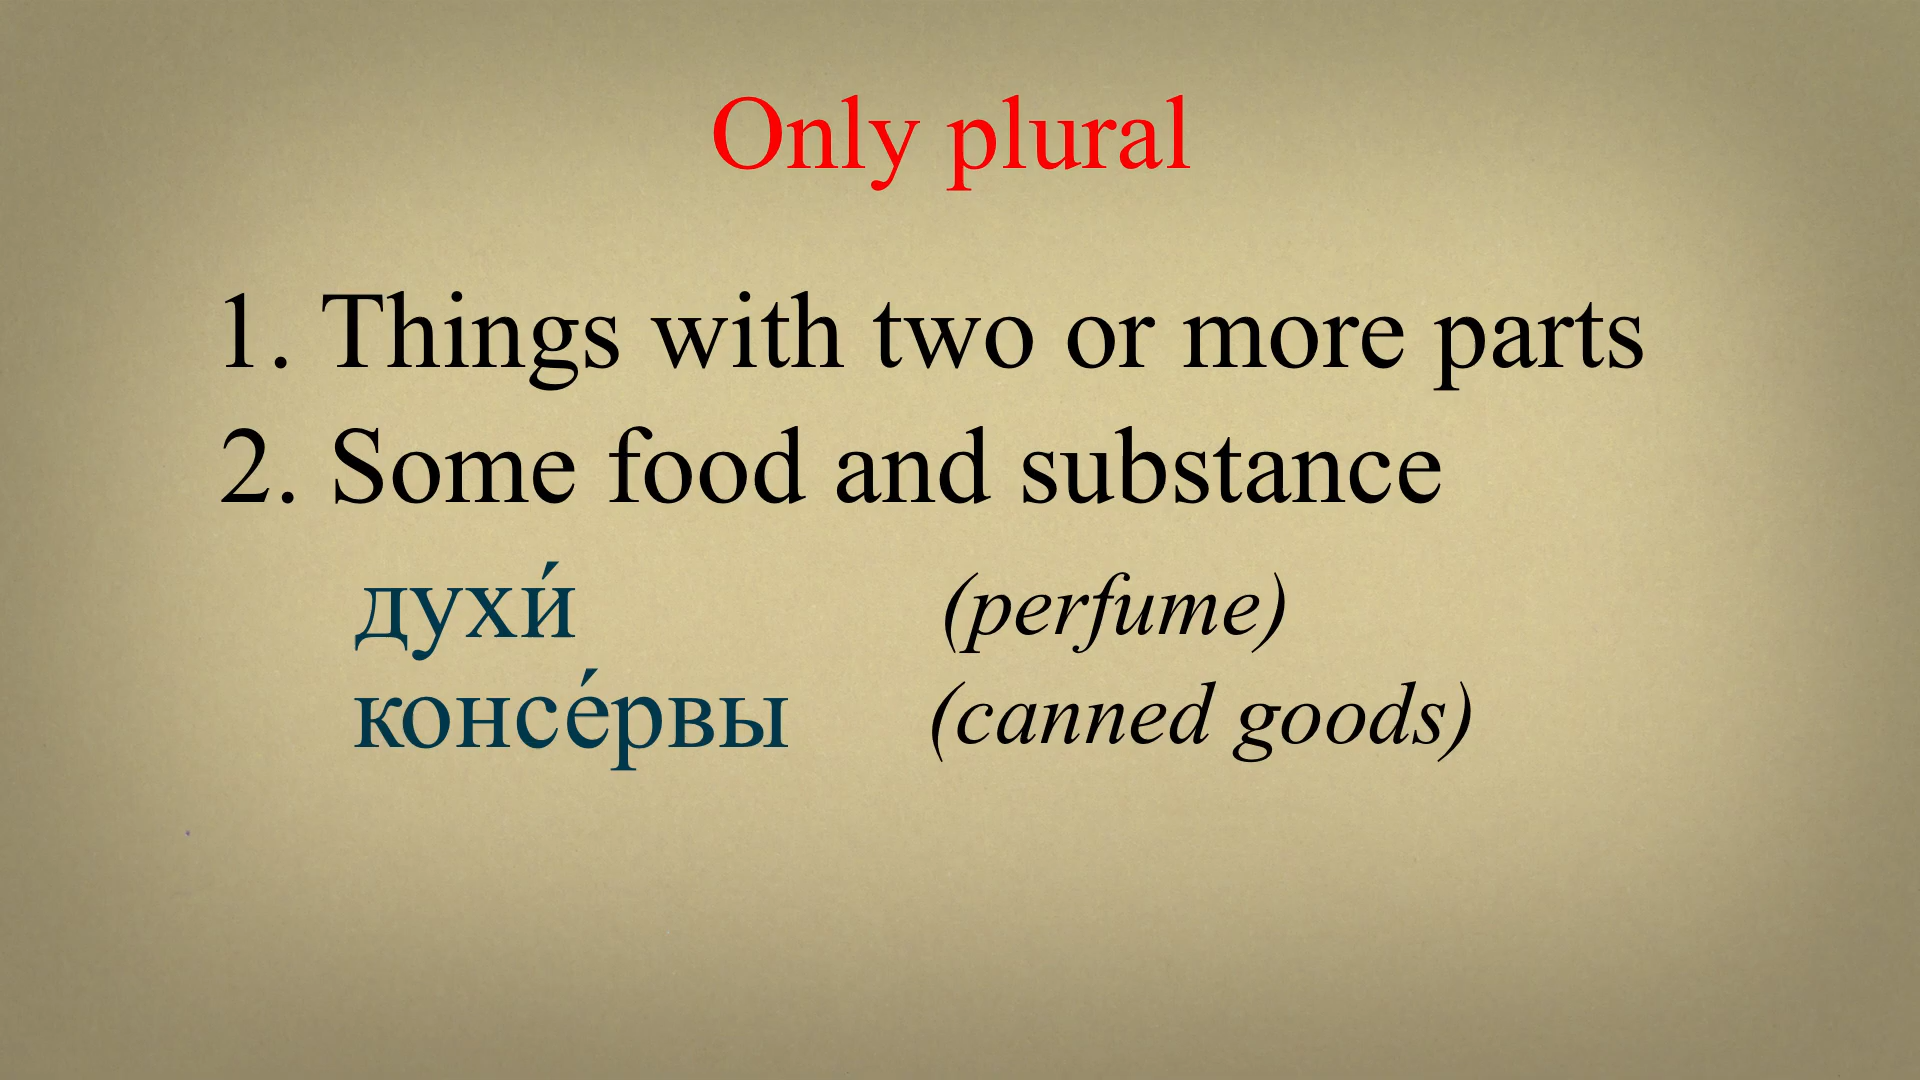 Only plural
1. Things with two or more parts
2. Some food and substance
духи́ (perfume)
консе́рвы (canned goods)